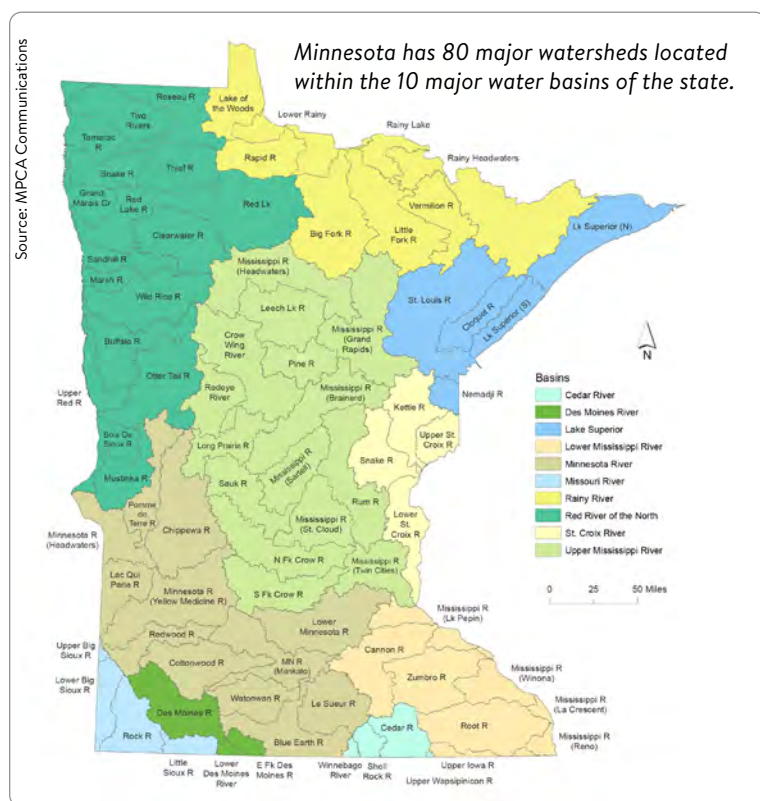 Source: MPCA Communications
Minnesota has 80 major watersheds located
within the 10 major water basins of the state.
Roseau R
Lake of
the Woods
Lower Rainy
Rainy Lake
Rainy Headwaters
Two
Rivers
Tamarac
R
Rapid R
Snake R
Thief R
Grand
Marais Cr
Red
Lake R
Red Lk
Vermilion R
Big Fork R
Little
Fork R
Lk Superior (N)
Clearwater R
Sandhill R
Marsh R
Wild Rice R
Mississippi R
(Headwaters)
Leech Lk R
Mississippi R
(Grand
Rapids)
St. Louis R
Cloquet R
Lk Superior (S)
N
Buffalo R
Crow
Wing
River
Pine R
Otter Tail R
Redeye
River
Mississippi R
(Brainerd)
Upper
Red R
Nemadji R
Kettle R
Upper St.
Croix R
Bois De
Sioux R
Mustinka R
Long Prairie R
Mississippi R
(Sartell)
Snake R
Sauk R
Rum R
Pomme
de
Terre R
Chippewa R
Mississippi R
(St. Cloud)
Lower
St.
Croix R
Minnesota R
(Headwaters)
N Fk Crow R
Mississippi R
(Twin Cities)
S Fk Crow R
Lac Qui
Parle R
Minnesota R
(Yellow Medicine R)
Basins
Cedar River
Des Moines River
Lake Superior
Lower Mississippi River
Minnesota River
Missouri River
Rainy River
Red River of the North
St. Croix River
Upper Mississippi River
0 25 50 Miles
Mississippi R
(Lk Pepin)
Redwood R
Lower
Minnesota R
Upper Big
Sioux R
Cottonwood R
MN R
(Mankato)
Cannon R
Zumbro R
Mississippi R
(Winona)
Lower Big
Sioux R
Watonwan R
Le Sueur R
Des Moines R
Mississippi R
(La Crescent)
Rock R
Blue Earth R
Cedar R
Root R
Mississippi R
(Reno)
Little
Sioux R
Lower
Des Moines
River
E Fk Des
Moines R
Winnebago
River
Shell
Rock R
Upper Iowa R
Upper Wapsipinicon R